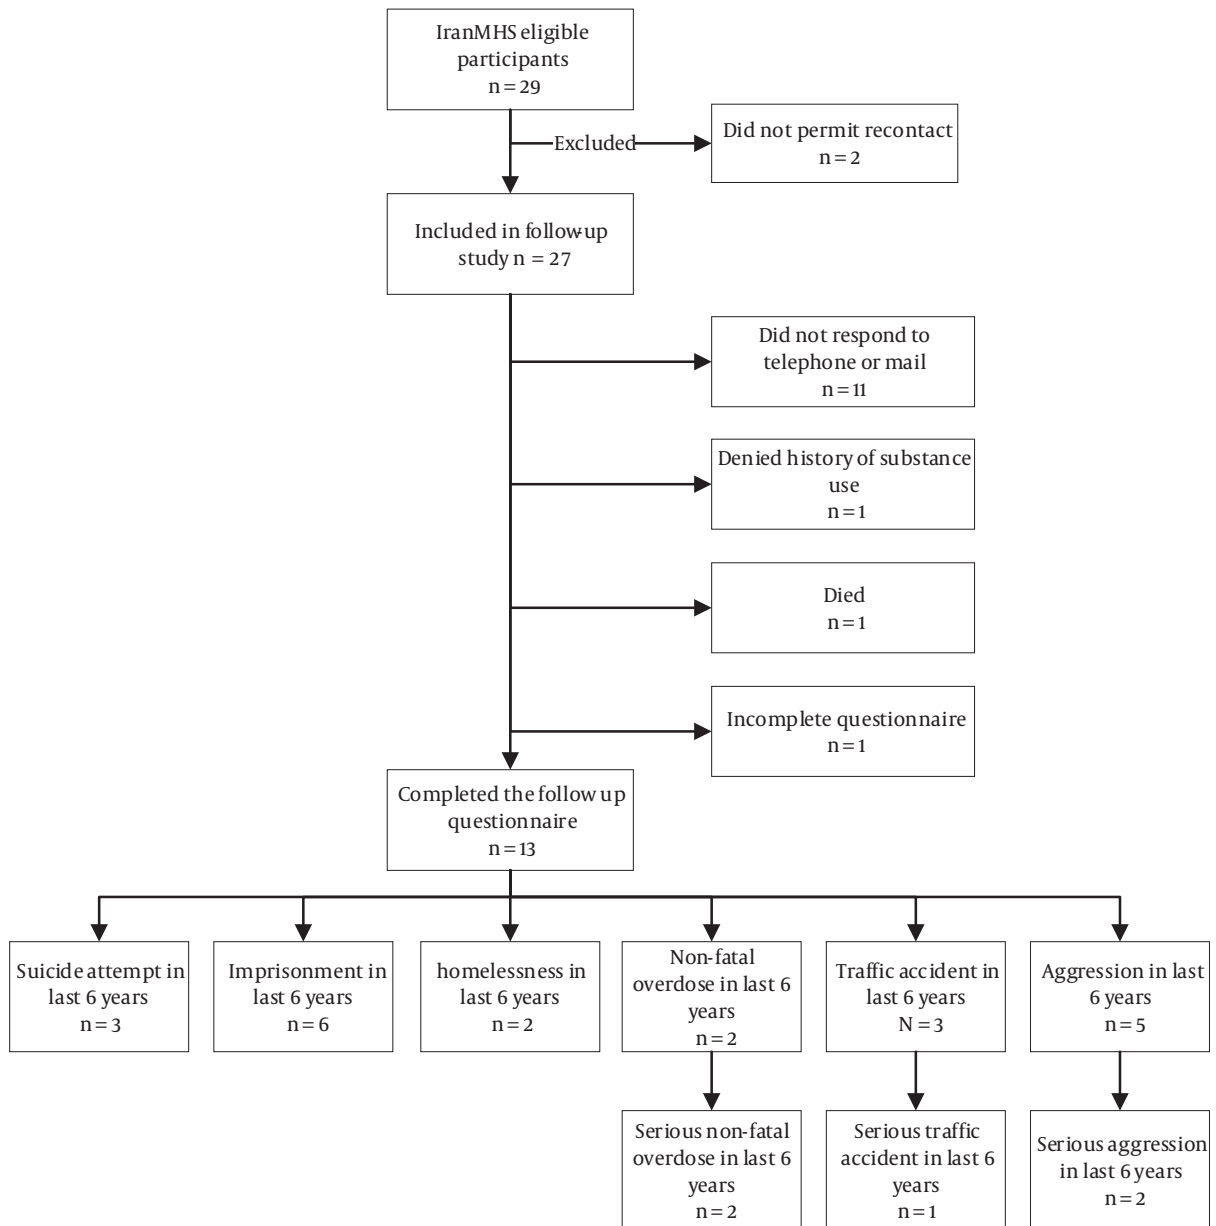 IranMHS eligible
participants
n = 29
Excluded
Did not permit recontact
n = 2
Included in follow-up
study n = 27
Did not respond to
telephone or mail
n = 11
Denied history of substance
use
n = 1
Died
n = 1
Incomplete questionnaire
n = 1
Completed the follow up
questionnaire
n = 13
Suicide attempt in
last 6 years
n = 3
Imprisonment in
last 6 years
n = 6
homelessness in
last 6 years
n = 2
Non-fatal
overdose in last 6
years
n = 2
Traffic accident in
last 6 years
N = 3
Aggression in last
6 years
n = 5
Serious non-fatal
overdose in last 6
years
n = 2
Serious traffic
accident in last 6
years
n = 1
Serious aggression
in last 6 years
n = 2